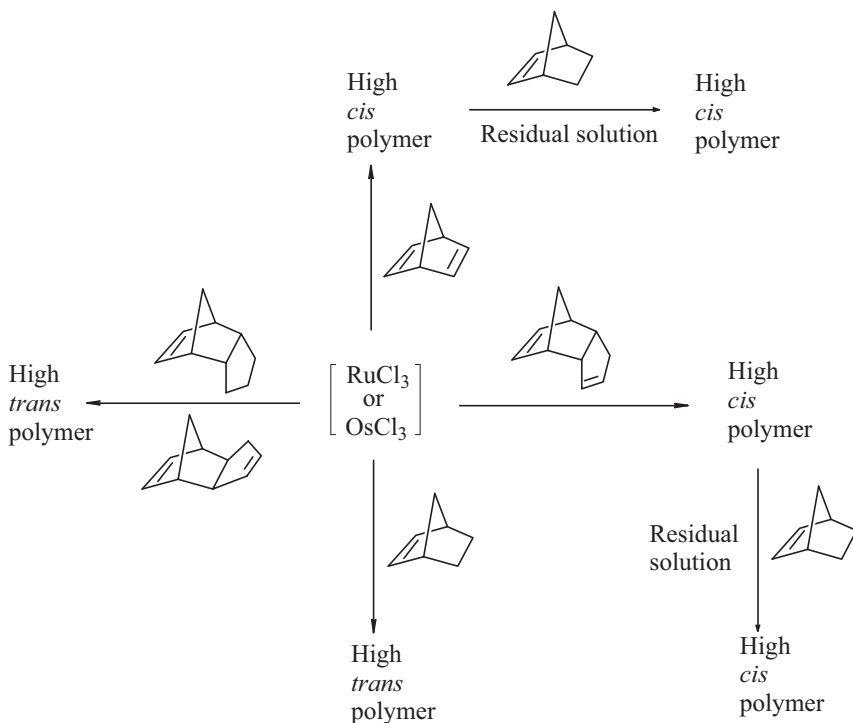 High
cis
polymer
Residual solution
High
cis
polymer
High
trans
polymer
RuCl3
or
OsCl3
High
cis
polymer
Residual
solution
High
trans
polymer
High
cis
polymer